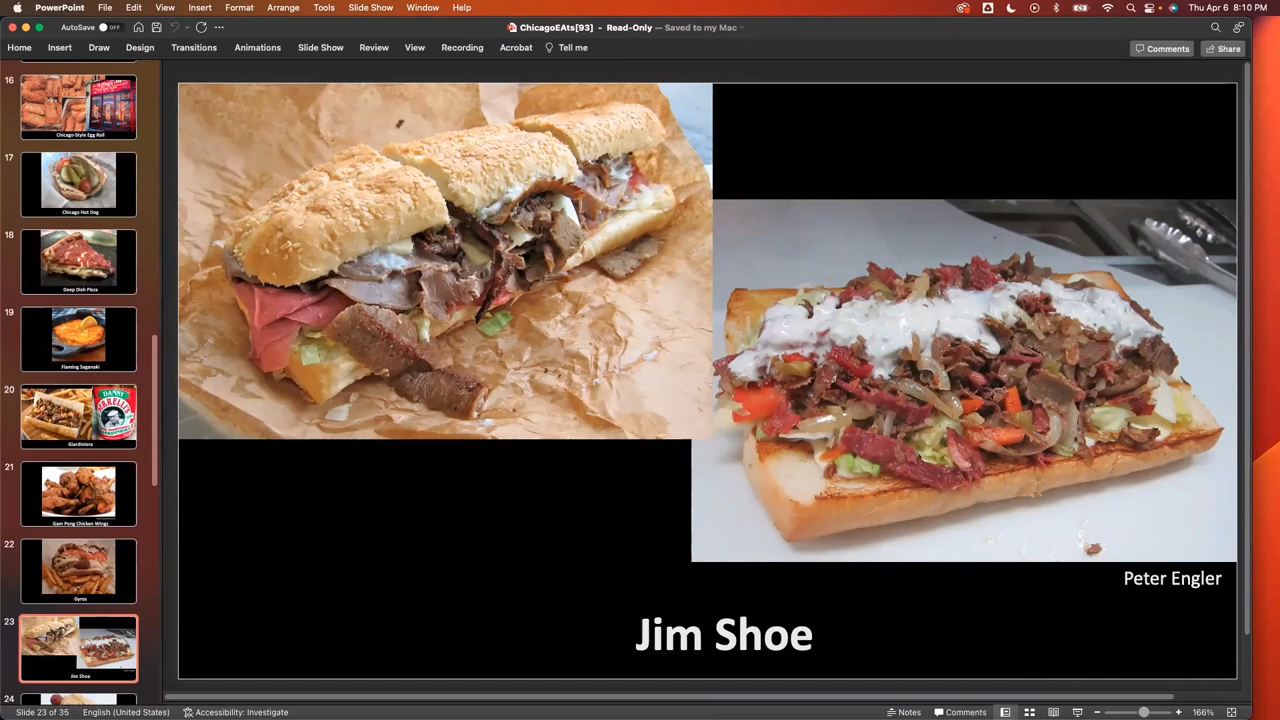 PowerPoint File Edit View Insert Format Arrange Tools Slide Show Window Help Thu Apr 6 8:10 PM
AutoSave OFF ChicagoEAts[93] - Read-Only — Saved to my Mac
Home Insert Draw Design Transitions Animations Slide Show Review View Recording Acrobat Tell me Comments Share
16
Chicago-Style Egg Roll
17
Chicago Hot Dog
18
Deep Dish Pizza
19
Flaming Saganaki
20
Giardiniera
21
Gam Pong Chicken Wings
22
Gyros
23
Jim Shoe
24
Peter Engler
Jim Shoe
Slide 23 of 35 English (United States) Accessibility: Investigate Notes Comments 166%